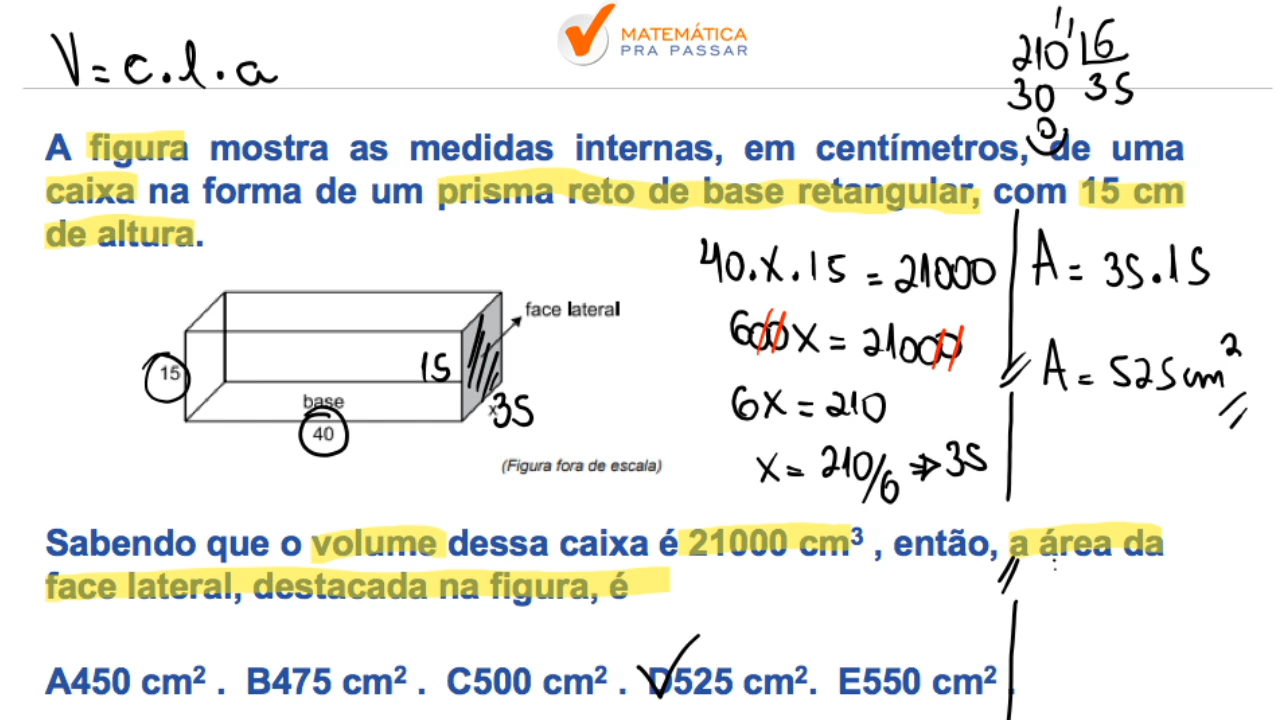 V = c.l.a
MATEMÁTICA
PRA PASSAR
210 6
30 35
0
A figura mostra as medidas internas, em centímetros, de uma
caixa na forma de um prisma reto de base retangular, com 15 cm
de altura.
face lateral
15
15
base
40
x
35
(Figura fora de escala)
40.x.15 = 21000
600x = 21000
6x = 210
x = 210/6 ⇒ 35
A = 35.15
A = 525cm²
Sabendo que o volume dessa caixa é 21000 cm³ , então, a área da
face lateral, destacada na figura, é
A450 cm² . B475 cm² . C500 cm² . D525 cm². E550 cm² .